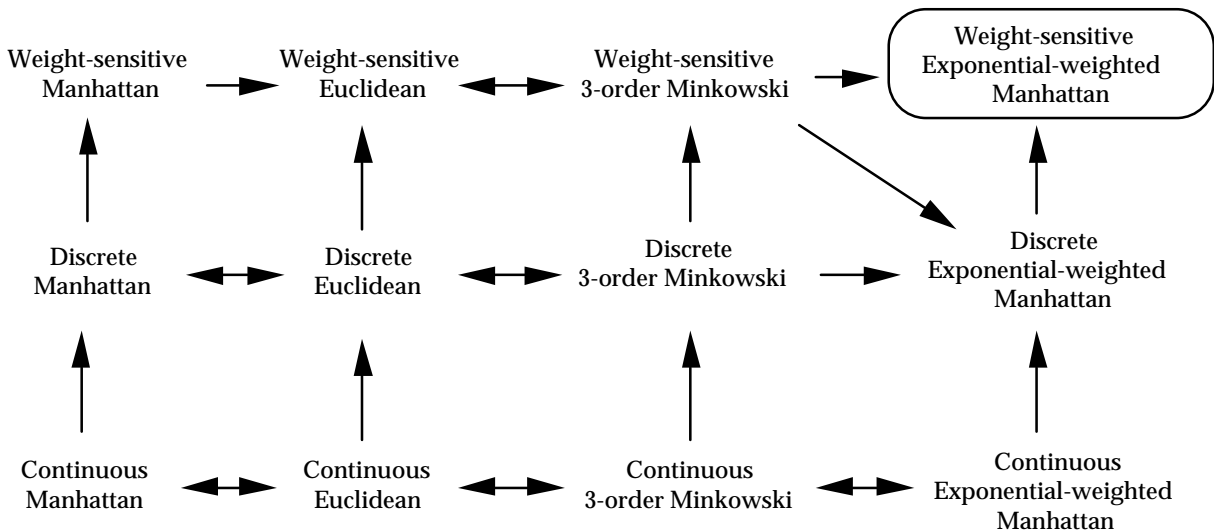 Weight-sensitive
Manhattan
Weight-sensitive
Euclidean
Weight-sensitive
3-order Minkowski
Weight-sensitive
Exponential-weighted
Manhattan
Discrete
Manhattan
Discrete
Euclidean
Discrete
3-order Minkowski
Discrete
Exponential-weighted
Manhattan
Continuous
Manhattan
Continuous
Euclidean
Continuous
3-order Minkowski
Continuous
Exponential-weighted
Manhattan